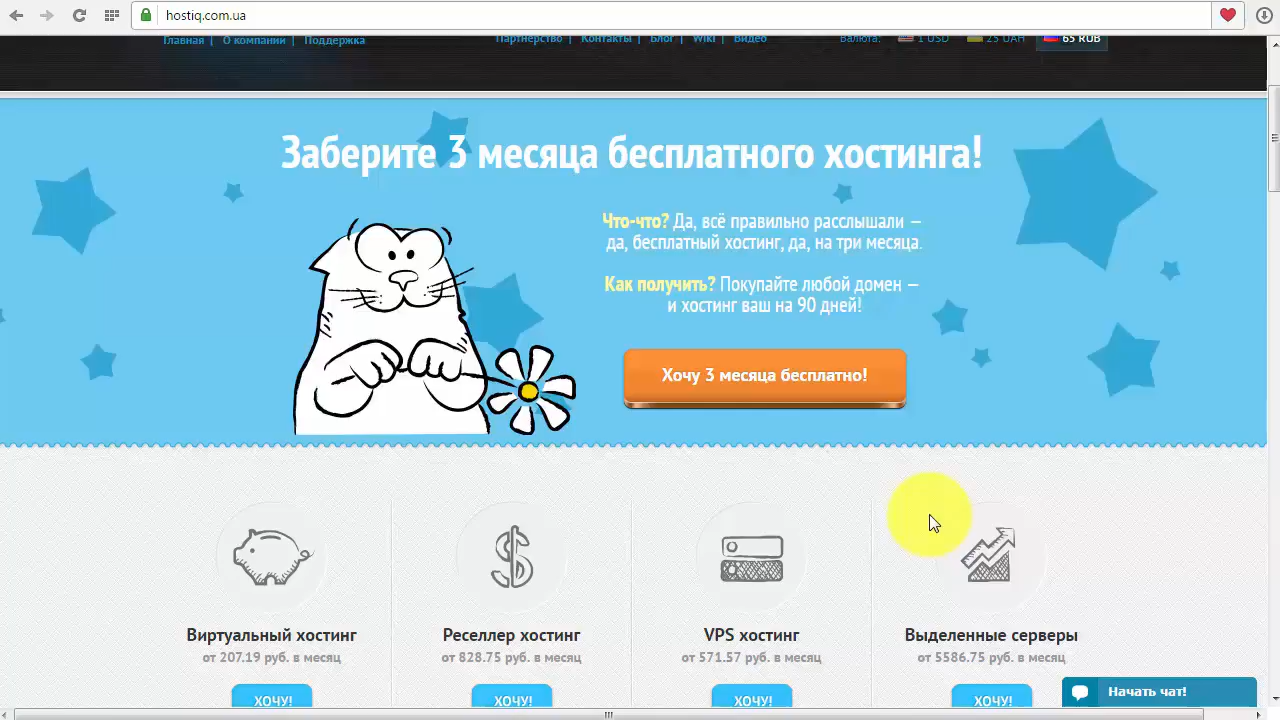 hostiq.com.ua
Главная | О компании | Поддержка
Партнерство | Контакты | Блог | Wiki | Видео
Валюта: 1 USD 25 UAH 65 RUB
Заберите 3 месяца бесплатного хостинга!
Что-что? Да, всё правильно расслышали —
да, бесплатный хостинг, да, на три месяца.
Как получить? Покупайте любой домен —
и хостинг ваш на 90 дней!
Хочу 3 месяца бесплатно!
Виртуальный хостинг
от 207.19 руб. в месяц
ХОЧУ!
Реселлер хостинг
от 828.75 руб. в месяц
ХОЧУ!
VPS хостинг
от 571.57 руб. в месяц
ХОЧУ!
Выделенные серверы
от 5586.75 руб. в месяц
ХОЧУ!
Начать чат!